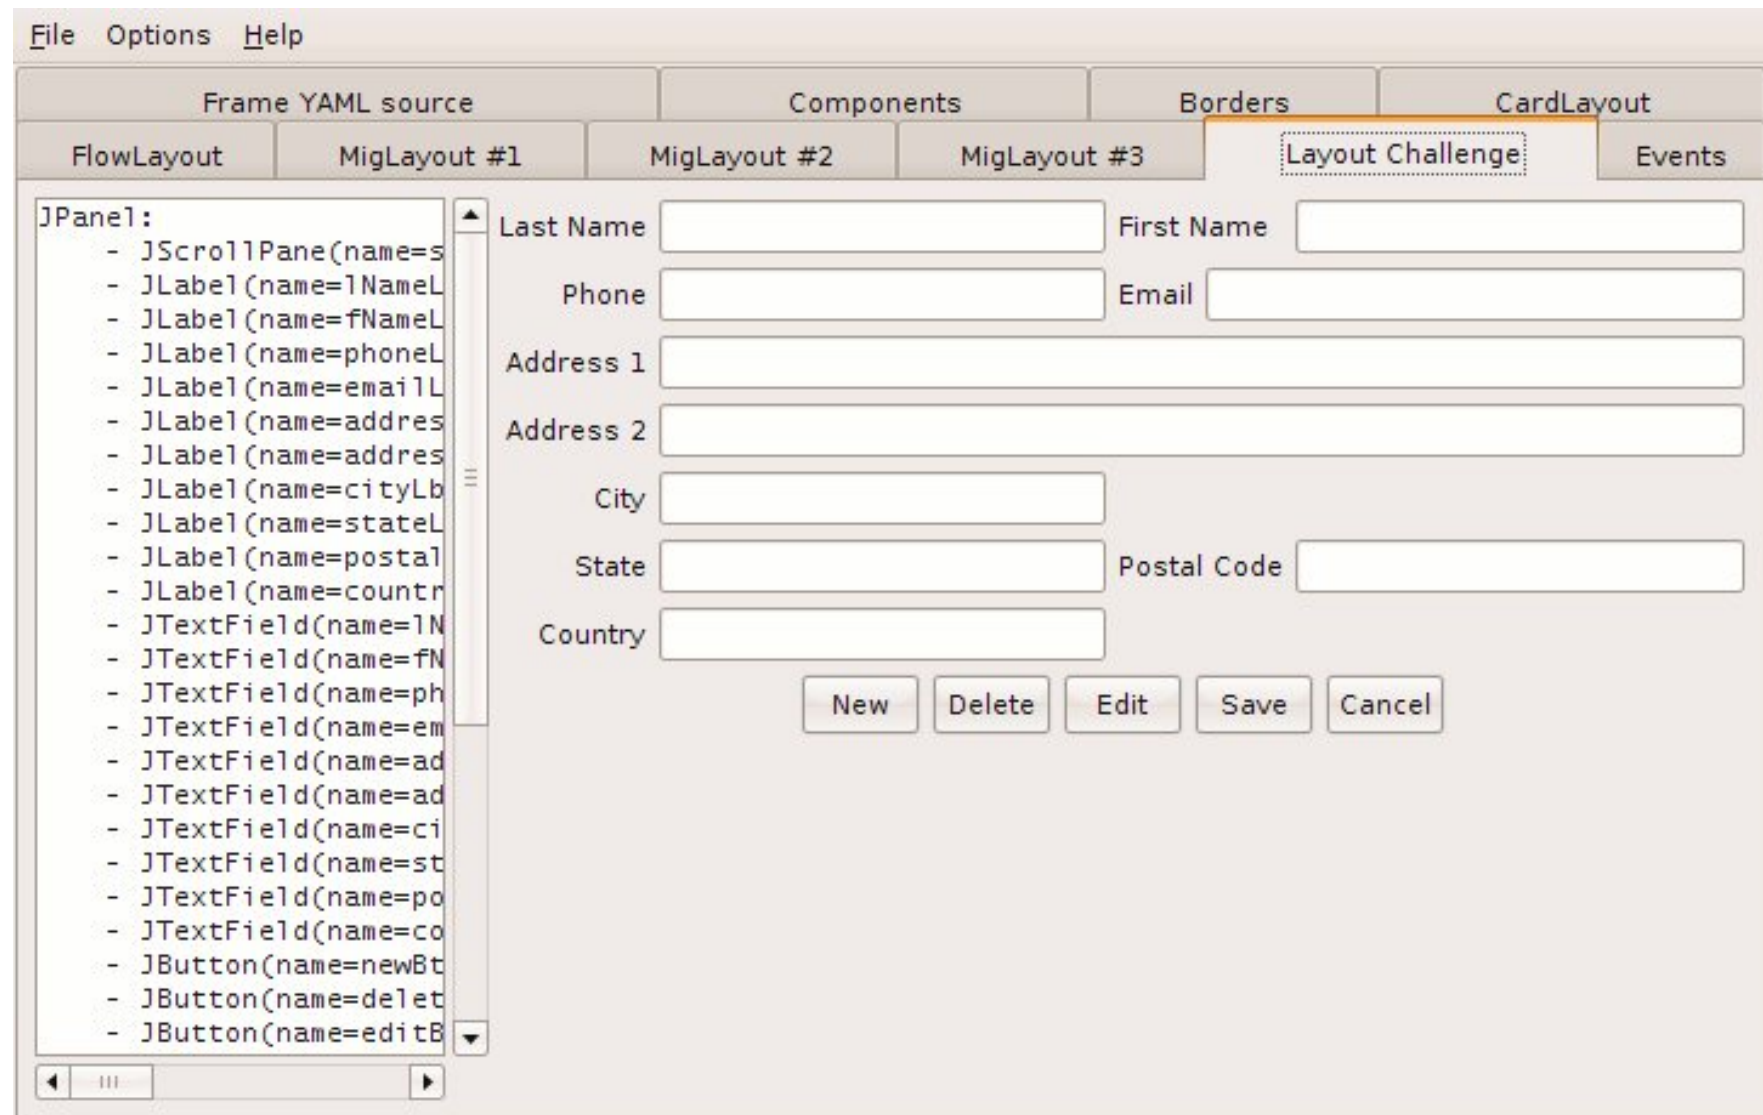 File Options Help
Frame YAML source Components Borders CardLayout
FlowLayout MigLayout #1 MigLayout #2 MigLayout #3 Layout Challenge Events
JPanel:
- JScrollPane(name=s
- JLabel(name=lNameL
- JLabel(name=fNameL
- JLabel(name=phoneL
- JLabel(name=emailL
- JLabel(name=addres
- JLabel(name=addres
- JLabel(name=cityLb
- JLabel(name=stateL
- JLabel(name=postal
- JLabel(name=countr
- JTextField(name=lN
- JTextField(name=fN
- JTextField(name=ph
- JTextField(name=em
- JTextField(name=ad
- JTextField(name=ad
- JTextField(name=ci
- JTextField(name=st
- JTextField(name=po
- JTextField(name=co
- JButton(name=newBt
- JButton(name=delet
- JButton(name=editB
Last Name First Name
Phone Email
Address 1
Address 2
City
State Postal Code
Country
New Delete Edit Save Cancel